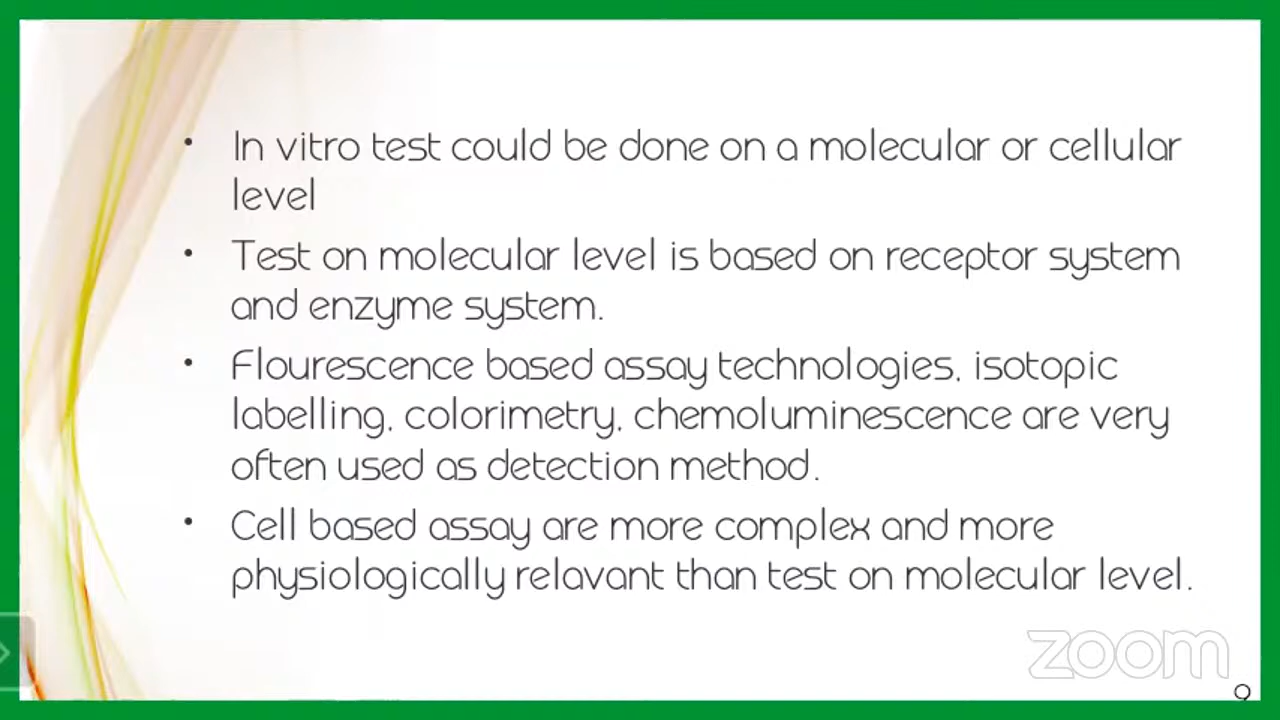 • In vitro test could be done on a molecular or cellular
level
• Test on molecular level is based on receptor system
and enzyme system.
• Flourescence based assay technologies, isotopic
labelling, colorimetry, chemoluminescence are very
often used as detection method.
• Cell based assay are more complex and more
physiologically relavant than test on molecular level.
zoom
9